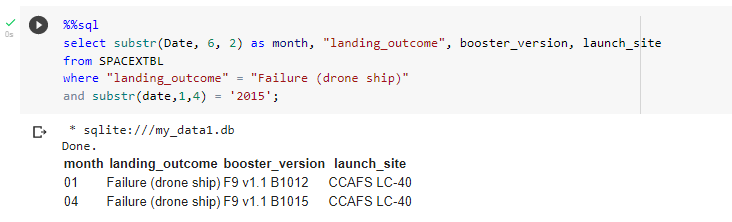 %%sql
select substr(Date, 6, 2) as month, "landing_outcome", booster_version, launch_site
from SPACEXTBL
where "landing_outcome" = "Failure (drone ship)"
and substr(date,1,4) = '2015';
0s
* sqlite:///my_data1.db
Done.
month landing_outcome booster_version launch_site
01 Failure (drone ship) F9 v1.1 B1012 CCAFS LC-40
04 Failure (drone ship) F9 v1.1 B1015 CCAFS LC-40